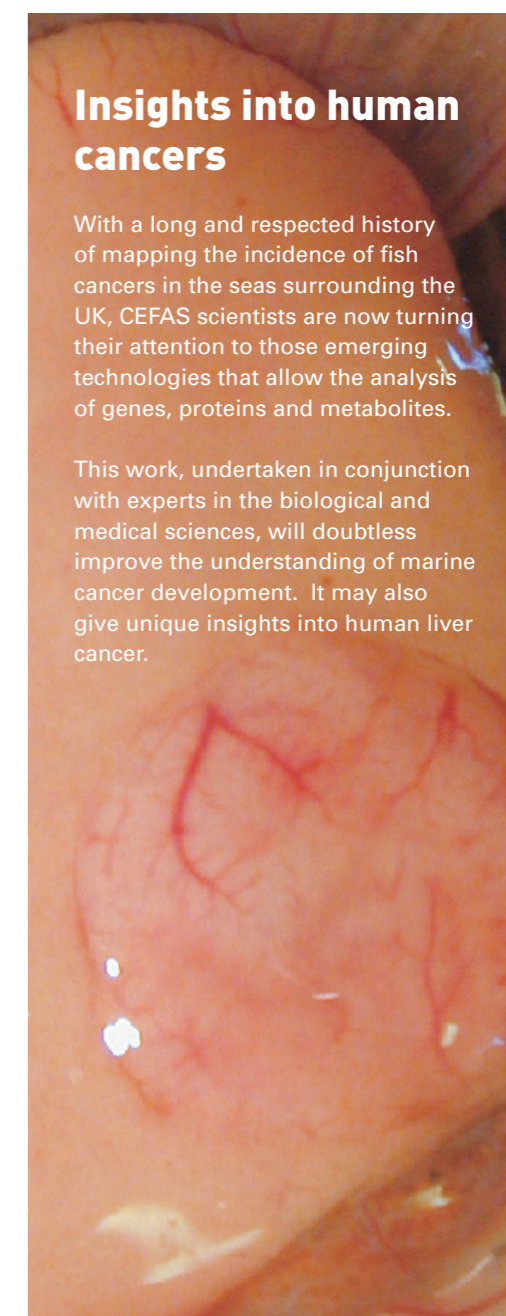 Insights into human
cancers
With a long and respected history
of mapping the incidence of fish
cancers in the seas surrounding the
UK, CEFAS scientists are now turning
their attention to those emerging
technologies that allow the analysis
of genes, proteins and metabolites.
This work, undertaken in conjunction
with experts in the biological and
medical sciences, will doubtless
improve the understanding of marine
cancer development.  It may also
give unique insights into human liver
cancer.